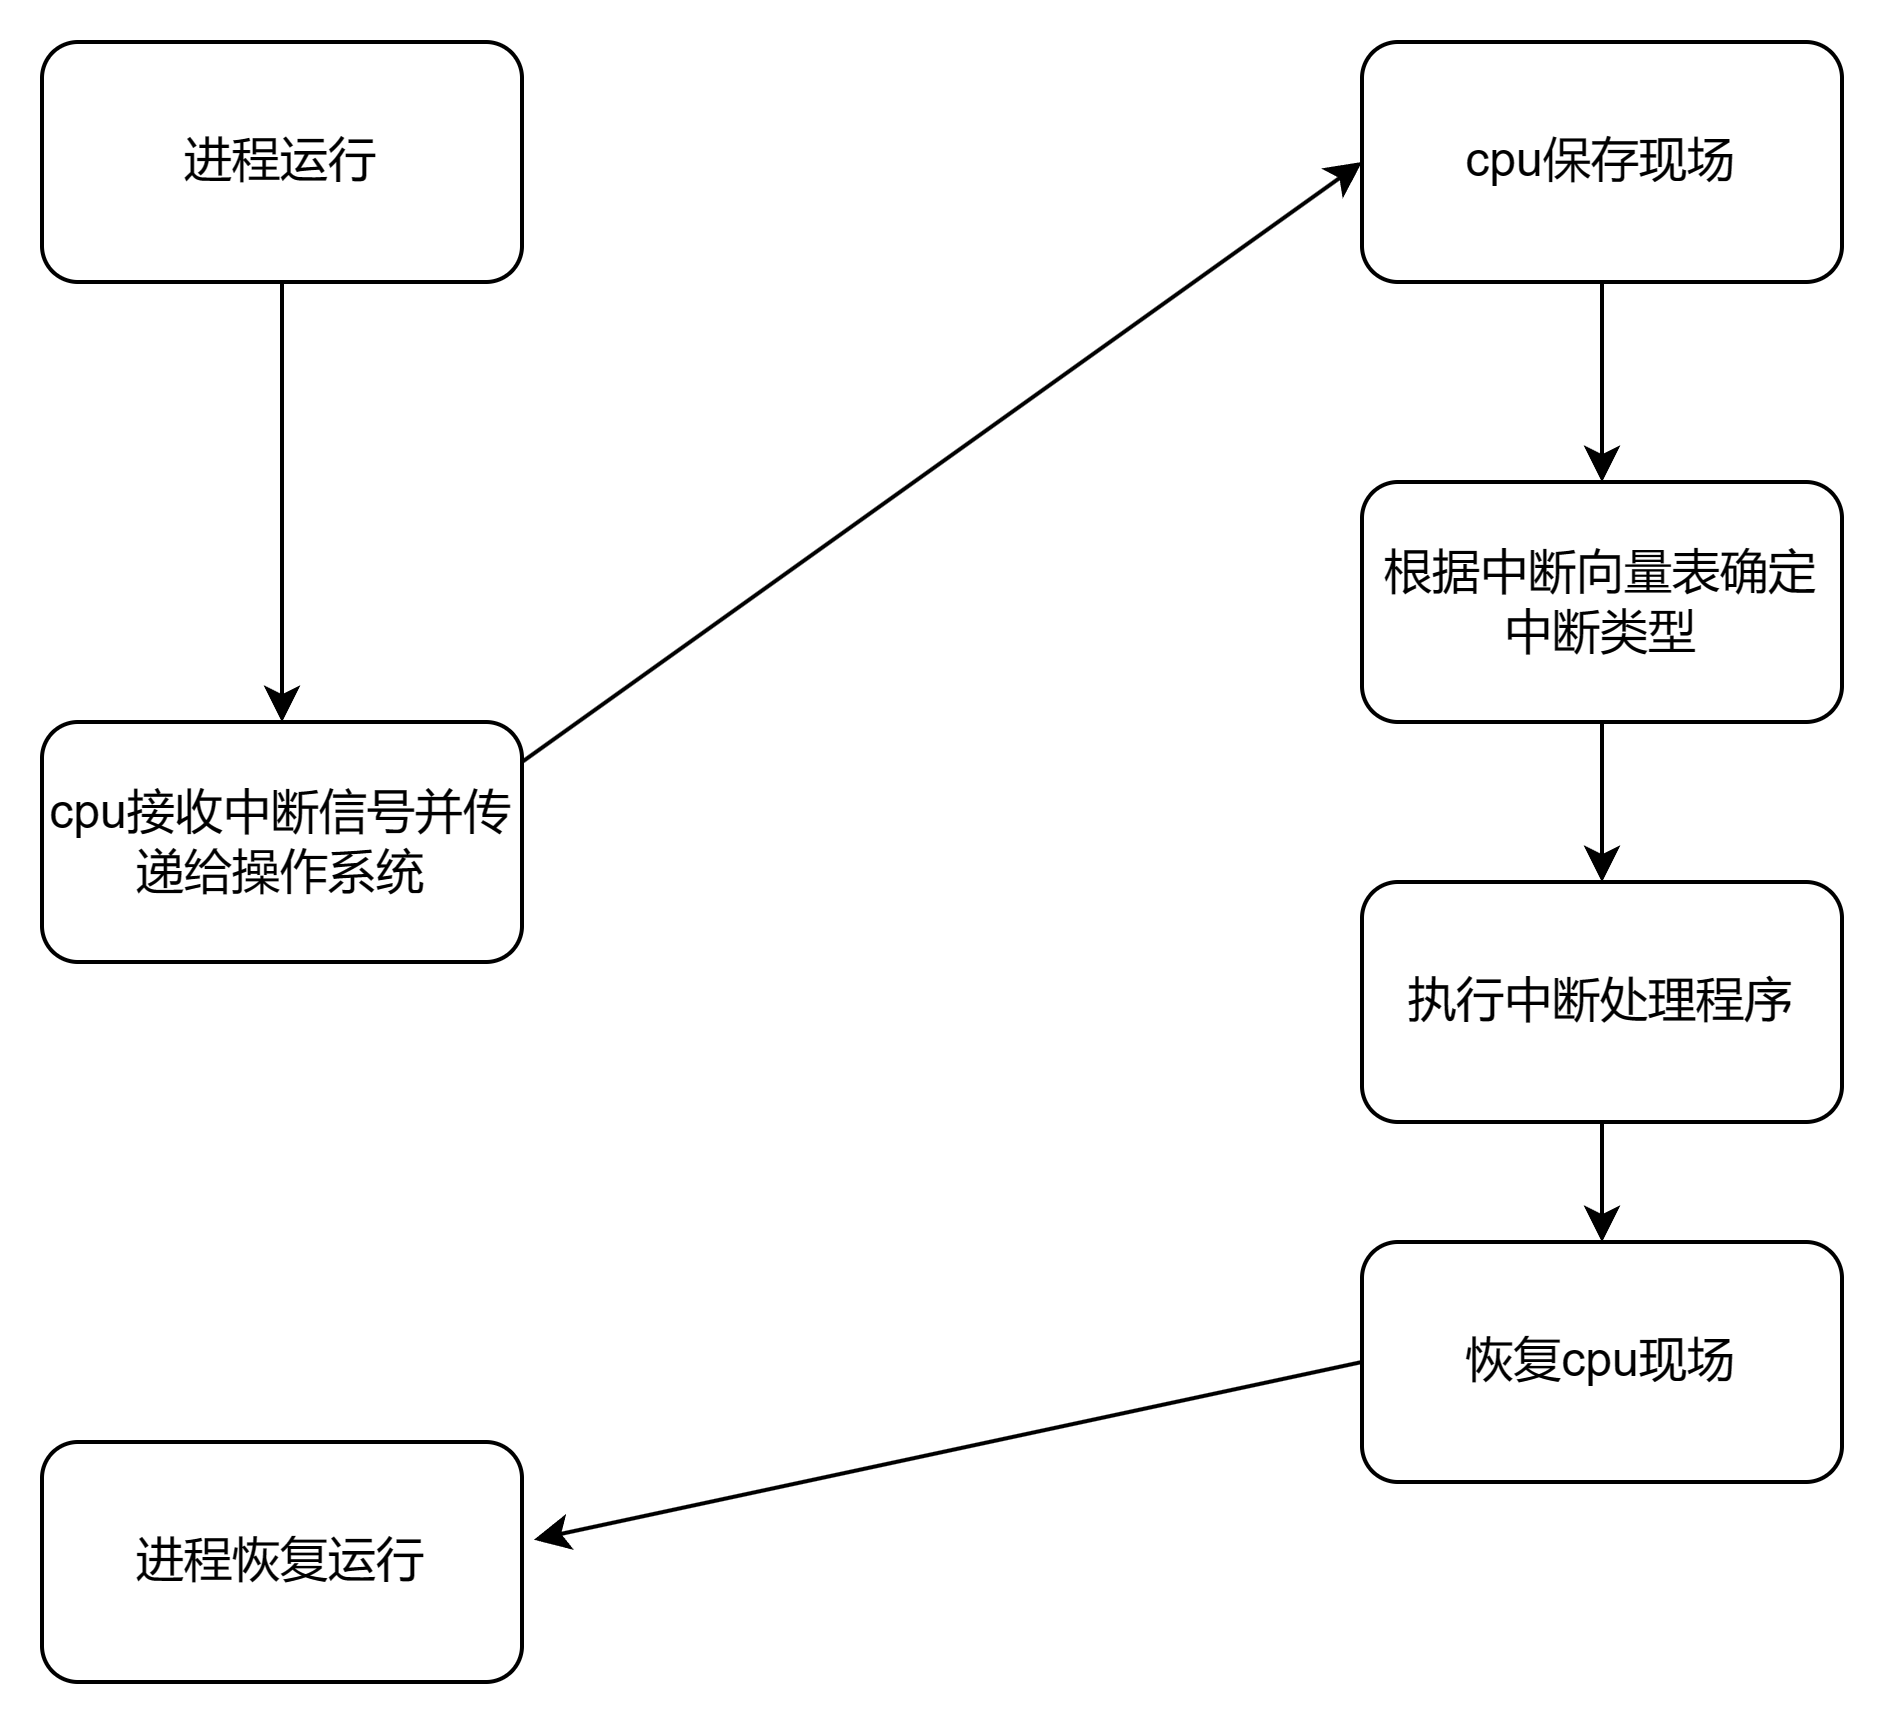 进程运行
cpu接收中断信号并传
递给操作系统
cpu保存现场
根据中断向量表确定
中断类型
执行中断处理程序
恢复cpu现场
进程恢复运行